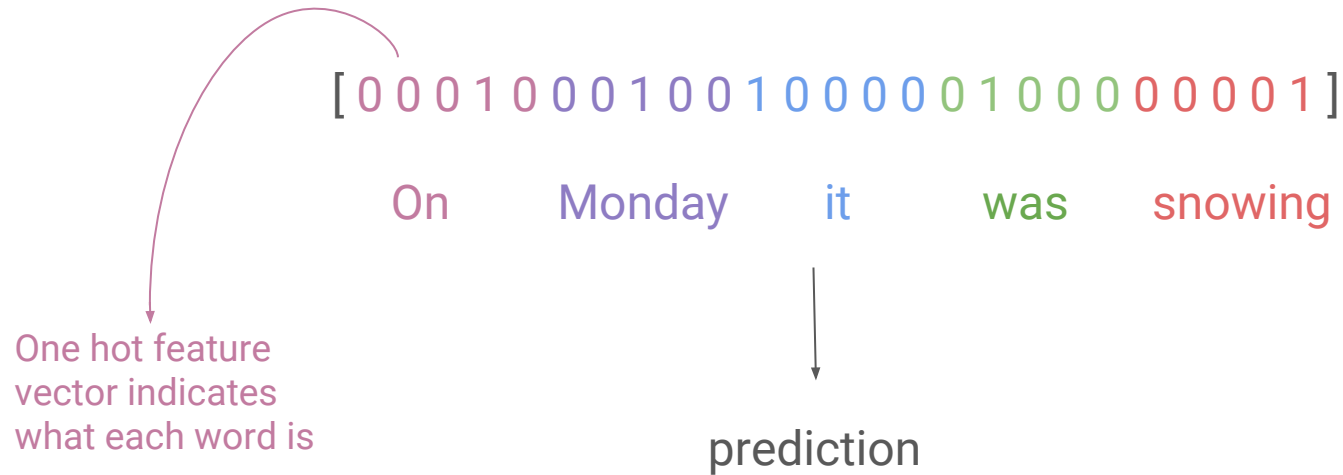 [ 0 0 0 1 0 0 0 1 0 0 1 0 0 0 0 0 1 0 0 0 0 0 0 0 1 ]
On Monday it was snowing
One hot feature
vector indicates
what each word is
prediction